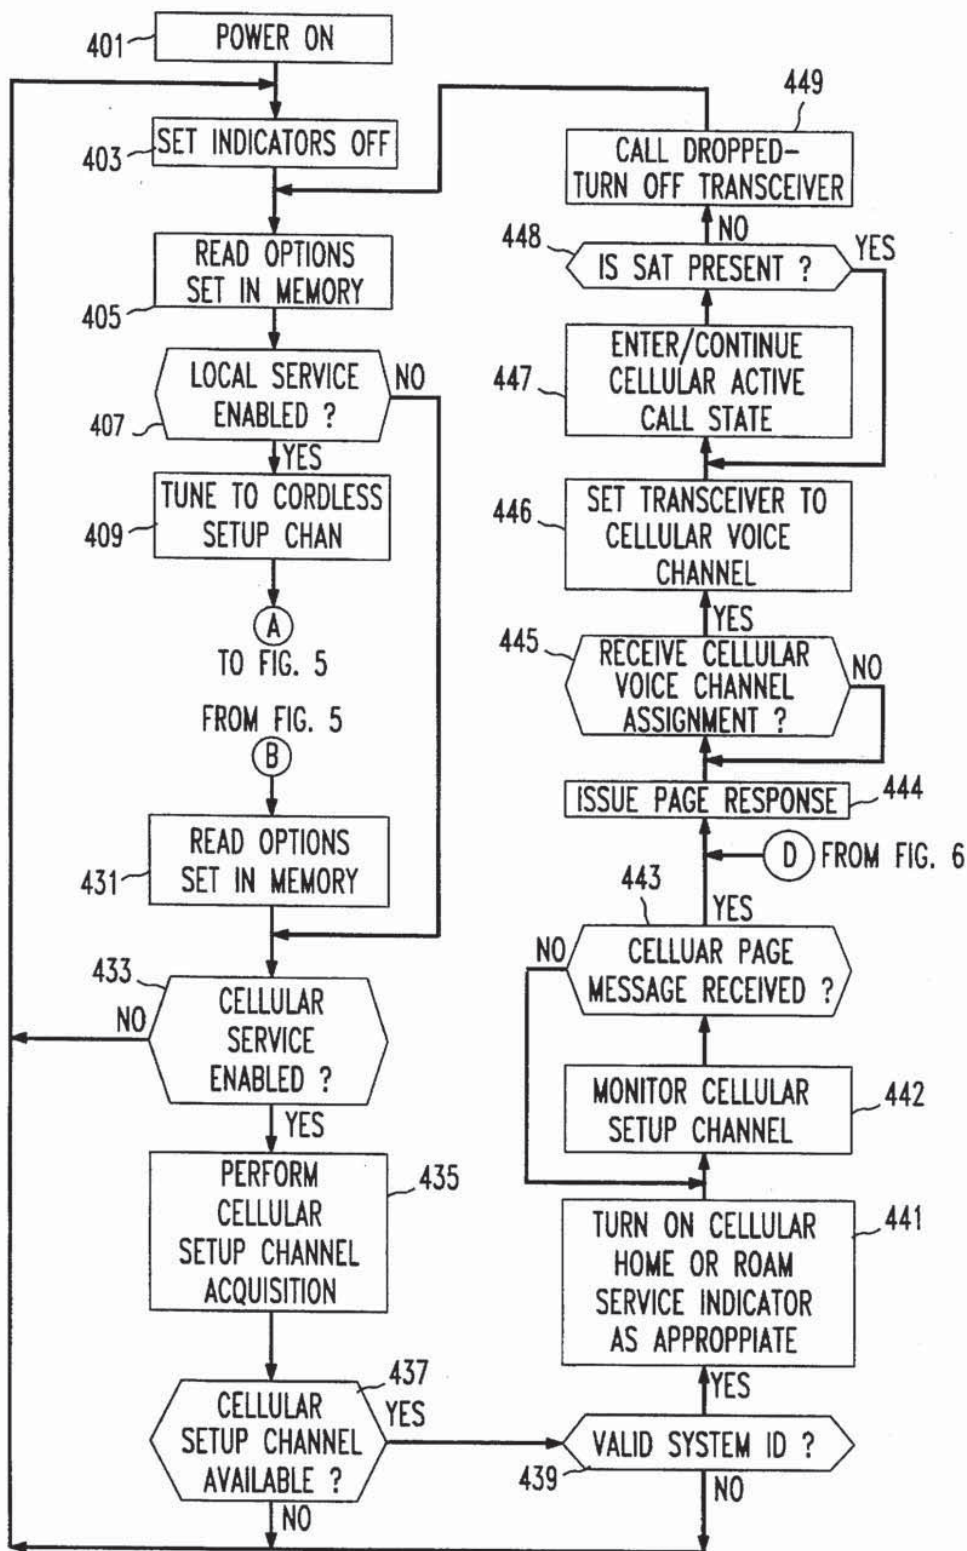 401
POWER ON
403
SET INDICATORS OFF
405
READ OPTIONS
SET IN MEMORY
407
LOCAL SERVICE
ENABLED ?
NO
YES
409
TUNE TO CORDLESS
SETUP CHAN
A
TO FIG. 5
FROM FIG. 5
B
431
READ OPTIONS
SET IN MEMORY
433
CELLULAR
SERVICE
ENABLED ?
NO
YES
435
PERFORM
CELLULAR
SETUP CHANNEL
ACQUISITION
437
CELLULAR
SETUP CHANNEL
AVAILABLE ?
YES
NO
439
VALID SYSTEM ID ?
NO
YES
441
TURN ON CELLULAR
HOME OR ROAM
SERVICE INDICATOR
AS APPROPPIATE
442
MONITOR CELLULAR
SETUP CHANNEL
443
CELLUAR PAGE
MESSAGE RECEIVED ?
NO
YES
D
FROM FIG. 6
444
ISSUE PAGE RESPONSE
445
RECEIVE CELLULAR
VOICE CHANNEL
ASSIGNMENT ?
NO
YES
446
SET TRANSCEIVER TO
CELLULAR VOICE
CHANNEL
447
ENTER/CONTINUE
CELLULAR ACTIVE
CALL STATE
448
IS SAT PRESENT ?
YES
NO
449
CALL DROPPED-
TURN OFF TRANSCEIVER